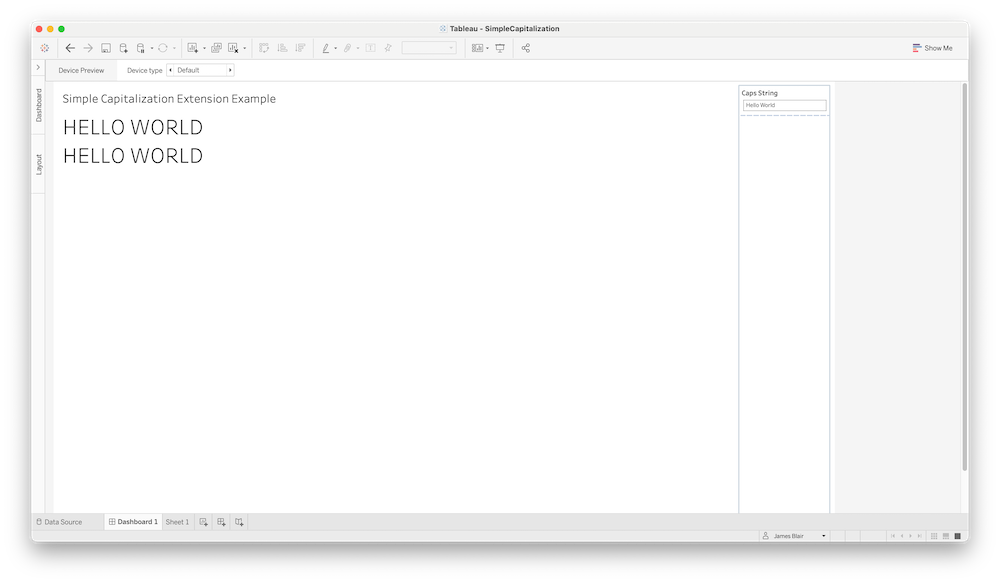 Tableau - SimpleCapitalization
Show Me
Device Preview
Device type
Default
Dashboard
Layout
Simple Capitalization Extension Example
HELLO WORLD
HELLO WORLD
Caps String
Hello World
Data Source
Dashboard 1
Sheet 1
James Blair